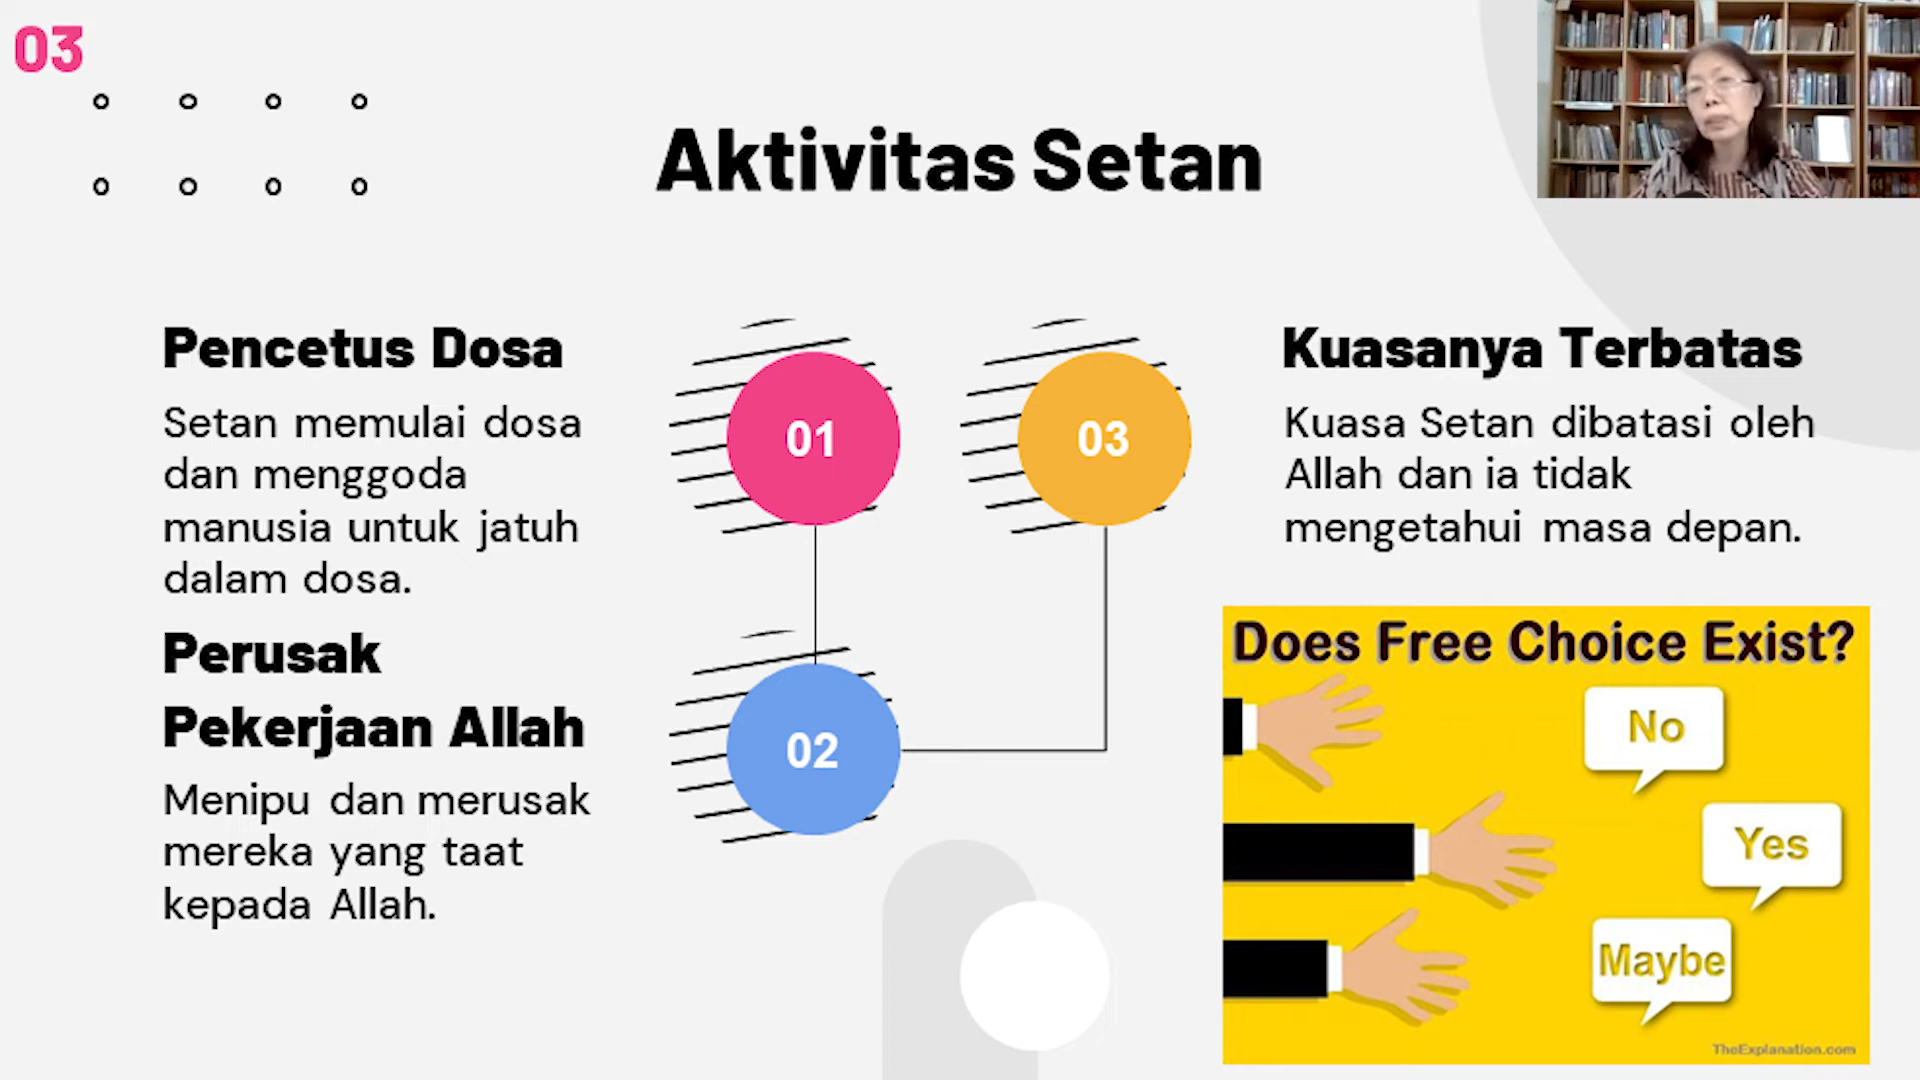 03
Aktivitas Setan
Pencetus Dosa
Setan memulai dosa
dan menggoda
manusia untuk jatuh
dalam dosa.
01
Perusak
Pekerjaan Allah
Menipu dan merusak
mereka yang taat
kepada Allah.
02
03
Kuasanya Terbatas
Kuasa Setan dibatasi oleh
Allah dan ia tidak
mengetahui masa depan.
Does Free Choice Exist?
No
Yes
Maybe
TheExplanation.com